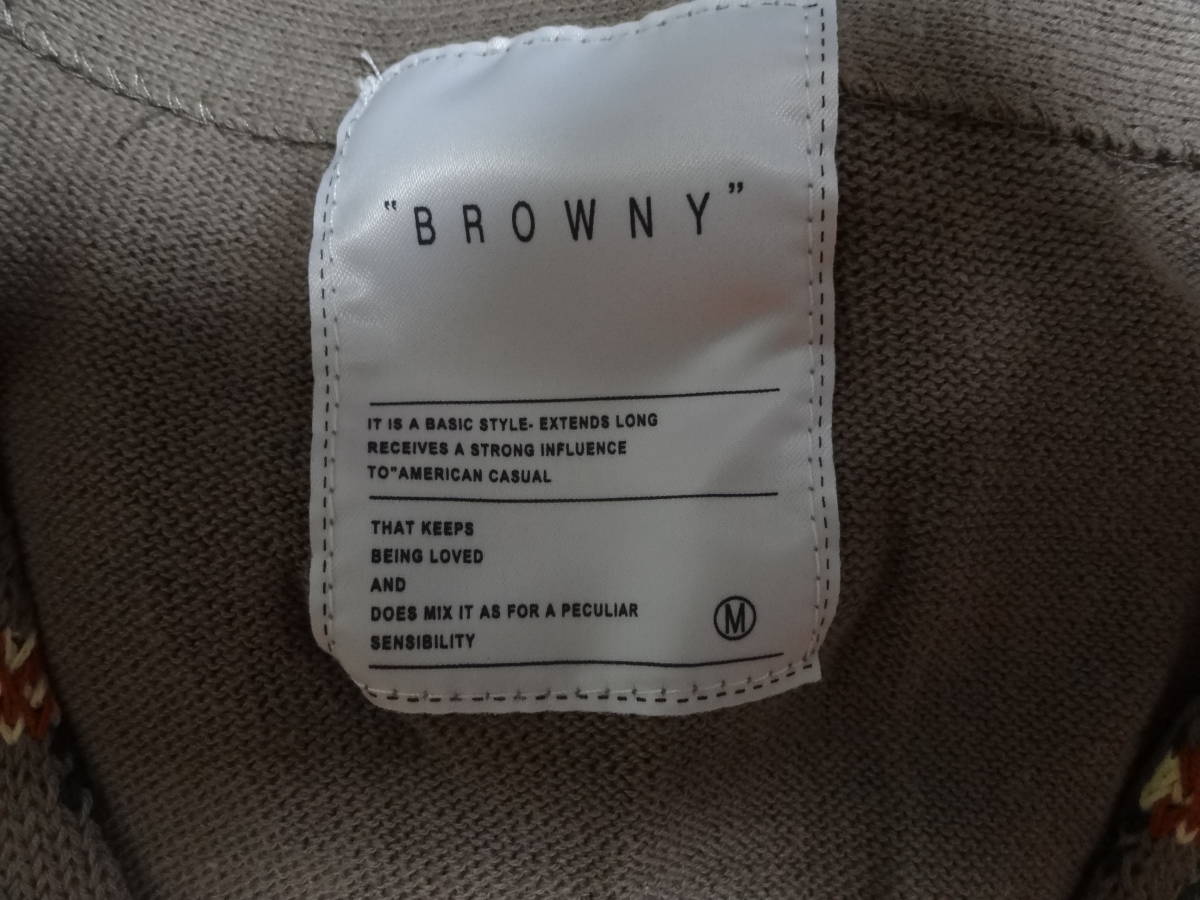 "BROWNY"
IT IS A BASIC STYLE- EXTENDS LONG
RECEIVES A STRONG INFLUENCE
TO"AMERICAN CASUAL
THAT KEEPS
BEING LOVED
AND
DOES MIX IT AS FOR A PECULIAR
SENSIBILITY
M